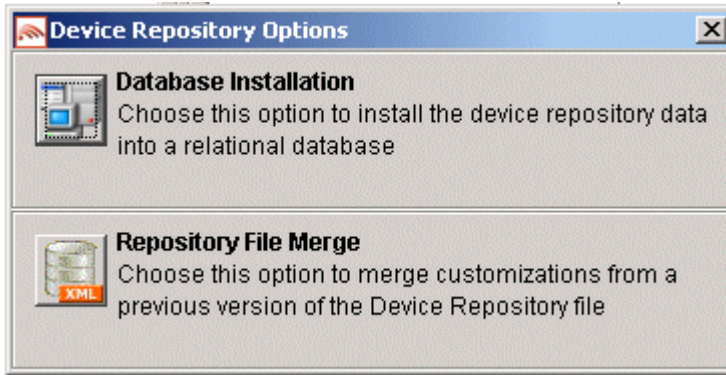 Device Repository Options
Database Installation
Choose this option to install the device repository data
into a relational database
Repository File Merge
XML
Choose this option to merge customizations from a
previous version of the Device Repository file